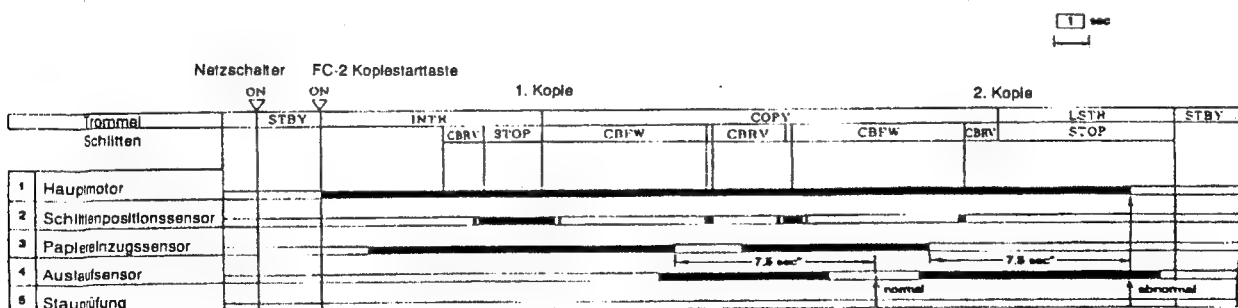 1 sec
Netzschalter FC-2 Kopiestarttaste
ON ON 1. Kopie 2. Kopie
Trommel STBY INTR COPY LSTR STBY
Schlitten CBRV STOP CBFW CBRV CBFW CBRV STOP
1 Hauptmotor
2 Schlittenpositionssensor
3 Papiereinzugssensor
7,5 sec* 7,5 sec*
4 Auslaufsensor
normal abnormal
5 Stauprüfung